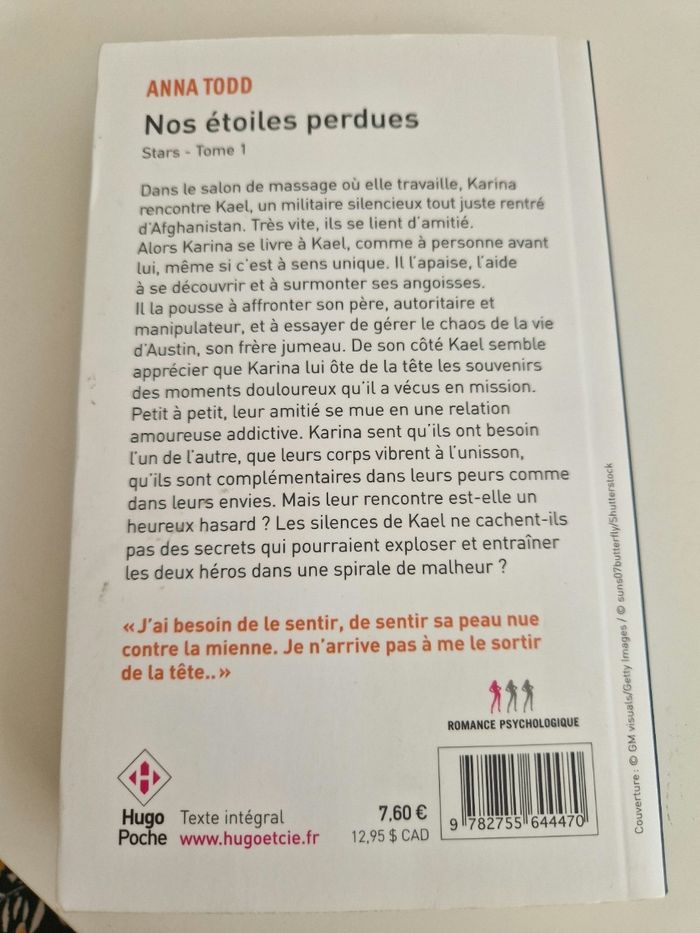 ANNA TODD
Nos étoiles perdues
Stars - Tome 1
Dans le salon de massage où elle travaille, Karina
rencontre Kael, un militaire silencieux tout juste rentré
d'Afghanistan. Très vite, ils se lient d'amitié.
Alors Karina se livre à Kael, comme à personne avant
lui, même si c'est à sens unique. Il l'apaise, l'aide
à se découvrir et à surmonter ses angoisses.
Il la pousse à affronter son père, autoritaire et
manipulateur, et à essayer de gérer le chaos de la vie
d'Austin, son frère jumeau. De son côté Kael semble
apprécier que Karina lui ôte de la tête les souvenirs
des moments douloureux qu'il a vécus en mission.
Petit à petit, leur amitié se mue en une relation
amoureuse addictive. Karina sent qu'ils ont besoin
l'un de l'autre, que leurs corps vibrent à l'unisson,
qu'ils sont complémentaires dans leurs peurs comme
dans leurs envies. Mais leur rencontre est-elle un
heureux hasard ? Les silences de Kael ne cachent-ils
pas des secrets qui pourraient exploser et entraîner
les deux héros dans une spirale de malheur ?
« J'ai besoin de le sentir, de sentir sa peau nue
contre la mienne. Je n'arrive pas à me le sortir
de la tête.. »
ROMANCE PSYCHOLOGIQUE
Hugo
Poche
Texte intégral
www.hugoetcie.fr
7,60 €
12,95 $ CAD
9 782755 644470
Couverture : © GM visuals/Getty Images / © suns07butterfly/Shutterstock